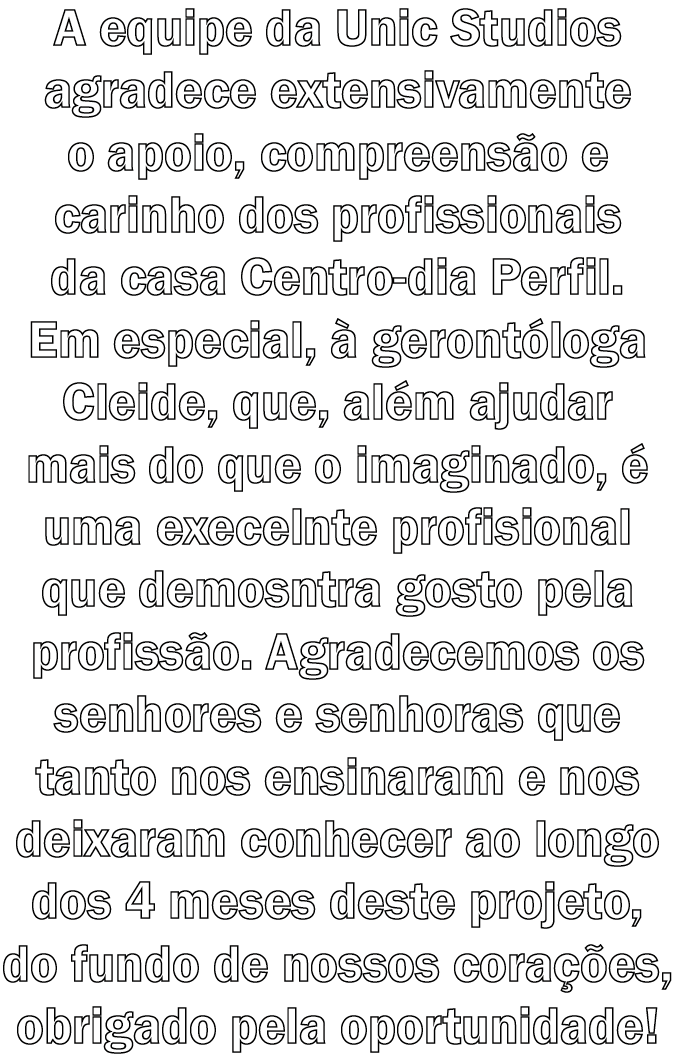 A equipe da Unic Studios
agradece extensivamente
o apoio, compreensão e
carinho dos profissionais
da casa Centro-dia Perfil.
Em especial, à gerontóloga
Cleide, que, além ajudar
mais do que o imaginado, é
uma execelnte profisional
que demosntra gosto pela
profissão. Agradecemos os
senhores e senhoras que
tanto nos ensinaram e nos
deixaram conhecer ao longo
dos 4 meses deste projeto,
do fundo de nossos corações,
obrigado pela oportunidade!